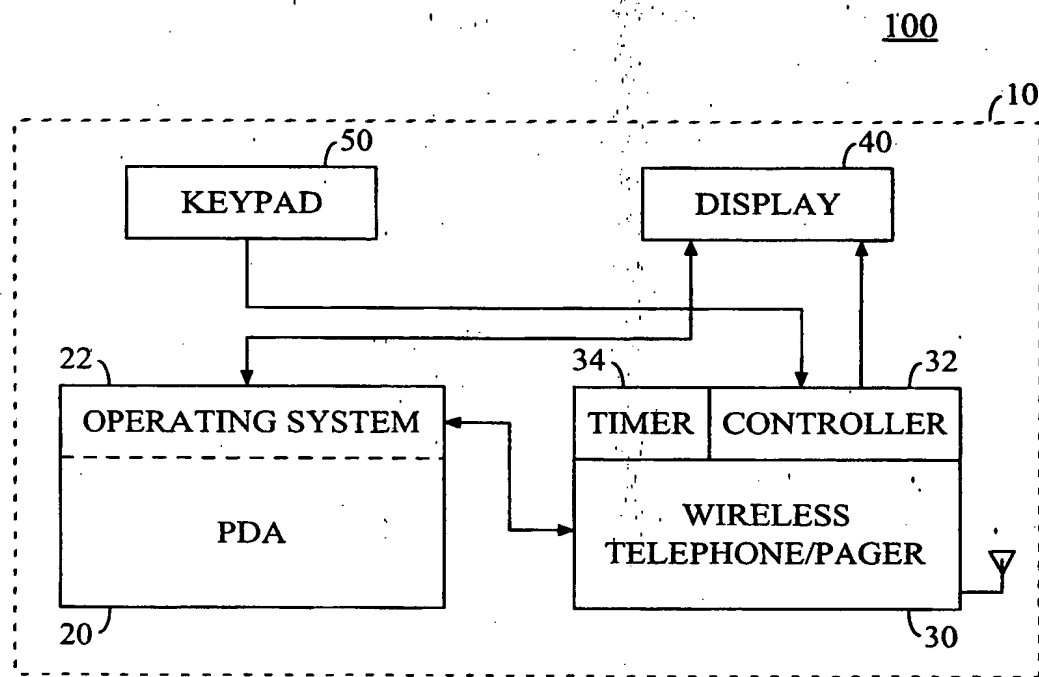 100
10
50
40
KEYPAD
DISPLAY
22
34
32
OPERATING SYSTEM
TIMER
CONTROLLER
PDA
WIRELESS
TELEPHONE/PAGER
20
30